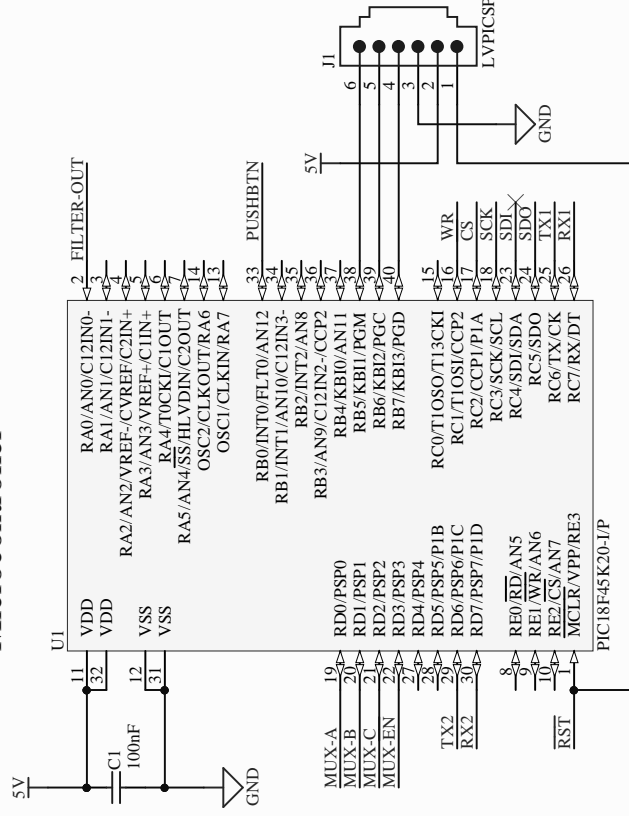 J1
LVPICSP
6
5
4
3
2
1
GND
5V
FILTER-OUT
PUSHBTN
WR
CS
SCK
SDI
SDO
TX1
RX1
2
3
4
5
6
7
14
13
33
34
35
36
37
38
39
40
15
16
17
18
23
24
25
26
RA0/AN0/C12IN0-
RA1/AN1/C12IN1-
RA2/AN2/VREF-/CVREF/C2IN+
RA3/AN3/VREF+/C1IN+
RA4/T0CKI/C1OUT
RA5/AN4/SS/HLVDIN/C2OUT
OSC2/CLKOUT/RA6
OSC1/CLKIN/RA7
RB0/INT0/FLT0/AN12
RB1/INT1/AN10/C12IN3-
RB2/INT2/AN8
RB3/AN9/C12IN2-/CCP2
RB4/KBI0/AN11
RB5/KBI1/PGM
RB6/KBI2/PGC
RB7/KBI3/PGD
RC0/T1OSO/T13CKI
RC1/T1OSI/CCP2
RC2/CCP1/P1A
RC3/SCK/SCL
RC4/SDI/SDA
RC5/SDO
RC6/TX/CK
RC7/RX/DT
U1
VDD
VDD
VSS
VSS
RD0/PSP0
RD1/PSP1
RD2/PSP2
RD3/PSP3
RD4/PSP4
RD5/PSP5/P1B
RD6/PSP6/P1C
RD7/PSP7/P1D
RE0/RD/AN5
RE1/WR/AN6
RE2/CS/AN7
MCLR/VPP/RE3
PIC18F45K20-I/P
11
32
12
31
19
20
21
22
27
28
29
30
8
9
10
1
5V
C1
100nF
GND
MUX-A
MUX-B
MUX-C
MUX-EN
TX2
RX2
RST